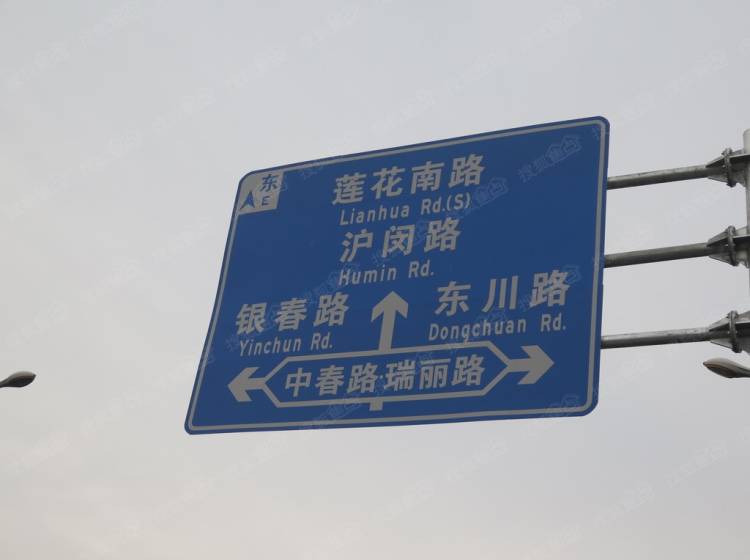 东
E
莲花南路
Lianhua Rd.(S)
沪闵路
Humin Rd.
银春路
Yinchun Rd.
东川路
Dongchuan Rd.
中春路·瑞丽路